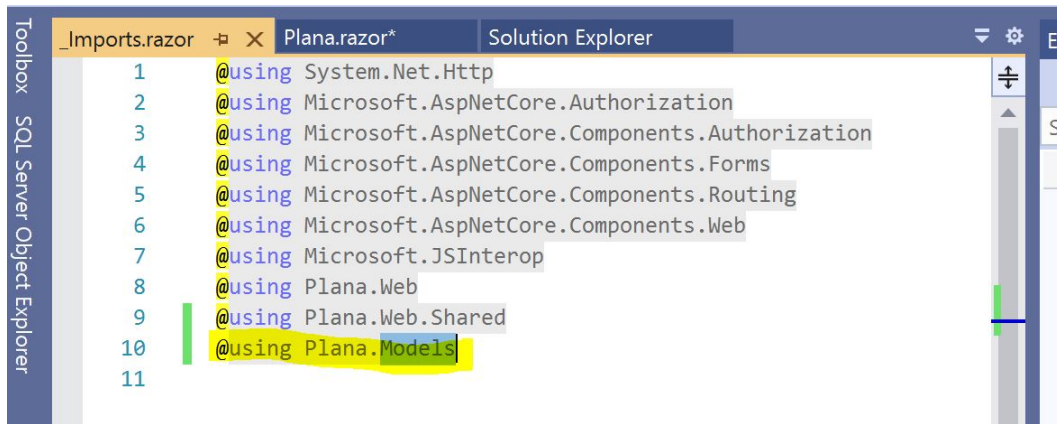 Toolbox
SQL Server Object Explorer
_Imports.razor
Plana.razor*
Solution Explorer
E
S
1 @using System.Net.Http
2 @using Microsoft.AspNetCore.Authorization
3 @using Microsoft.AspNetCore.Components.Authorization
4 @using Microsoft.AspNetCore.Components.Forms
5 @using Microsoft.AspNetCore.Components.Routing
6 @using Microsoft.AspNetCore.Components.Web
7 @using Microsoft.JSInterop
8 @using Plana.Web
9 @using Plana.Web.Shared
10 @using Plana.Models
11